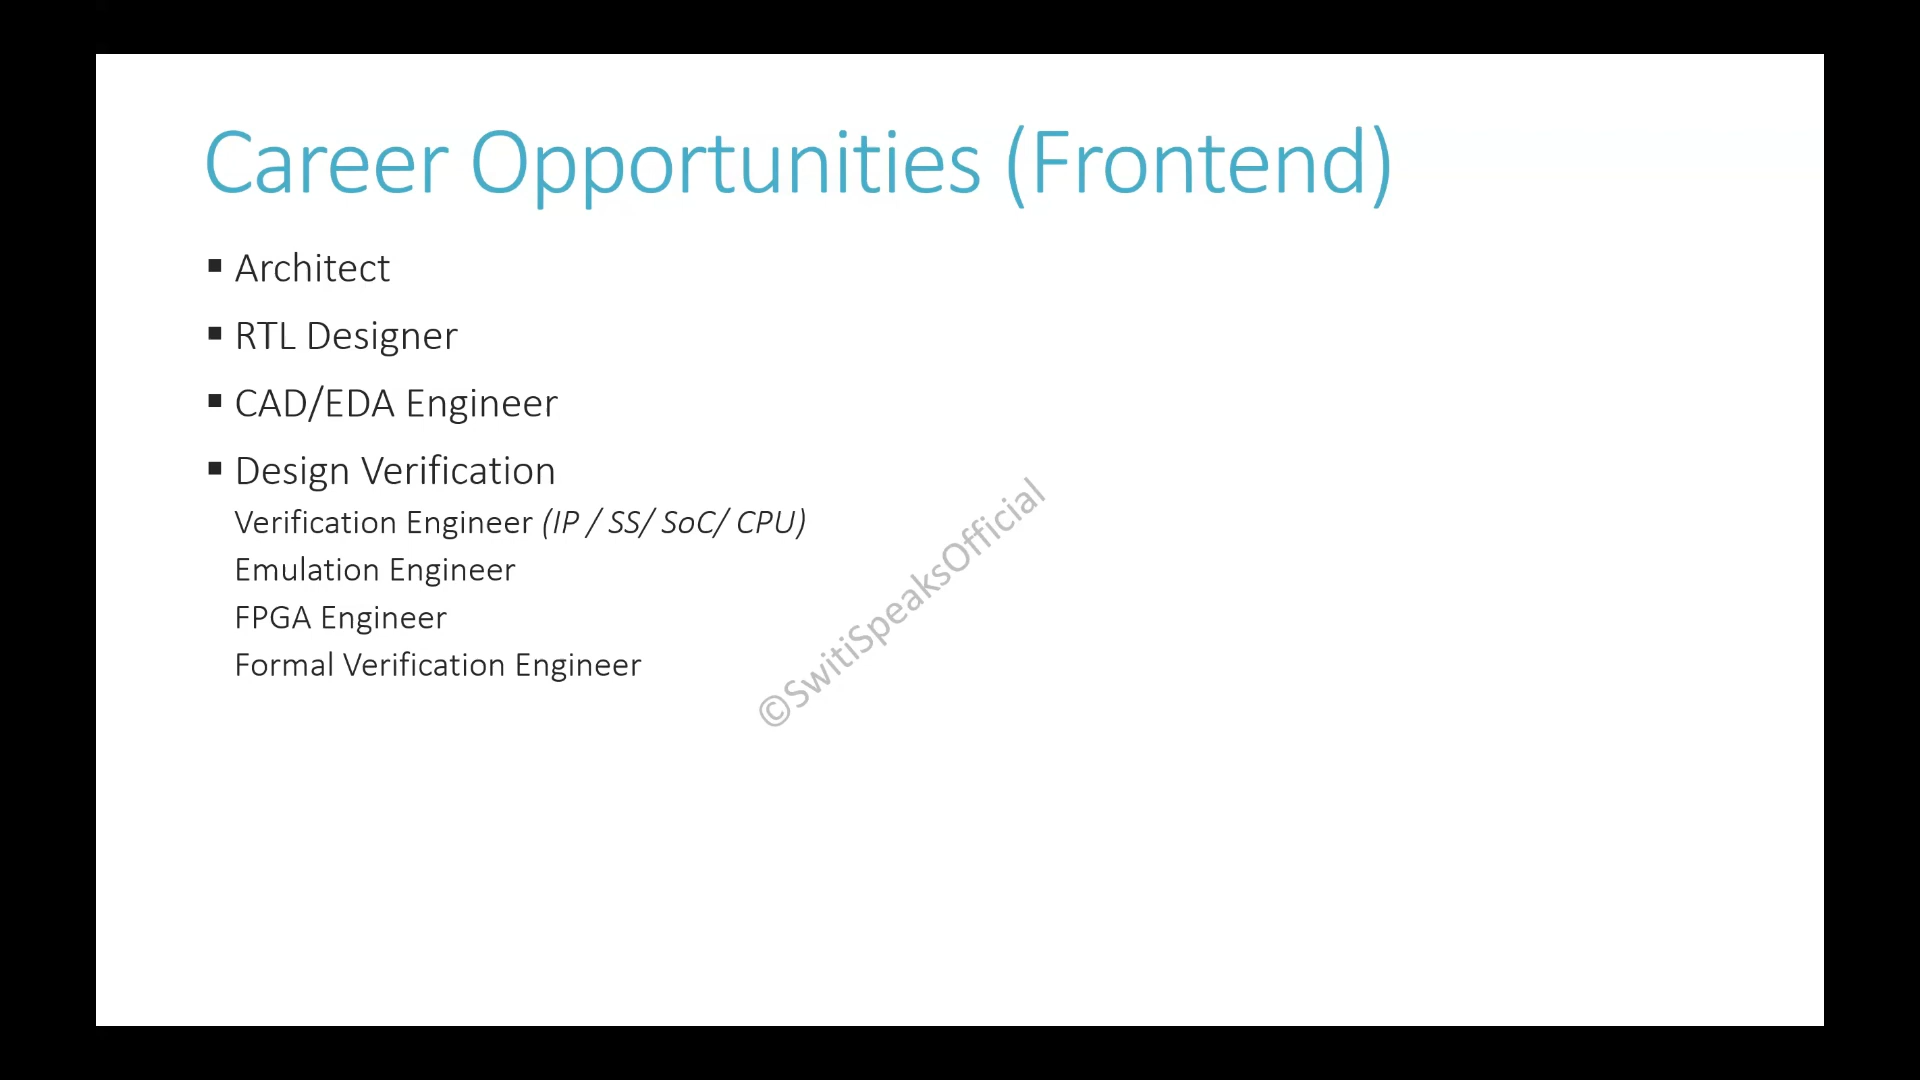 Career Opportunities (Frontend)
▪ Architect
▪ RTL Designer
▪ CAD/EDA Engineer
▪ Design Verification
Verification Engineer (IP / SS/ SoC/ CPU)
Emulation Engineer
FPGA Engineer
Formal Verification Engineer
©SwitiSpeaksOfficial